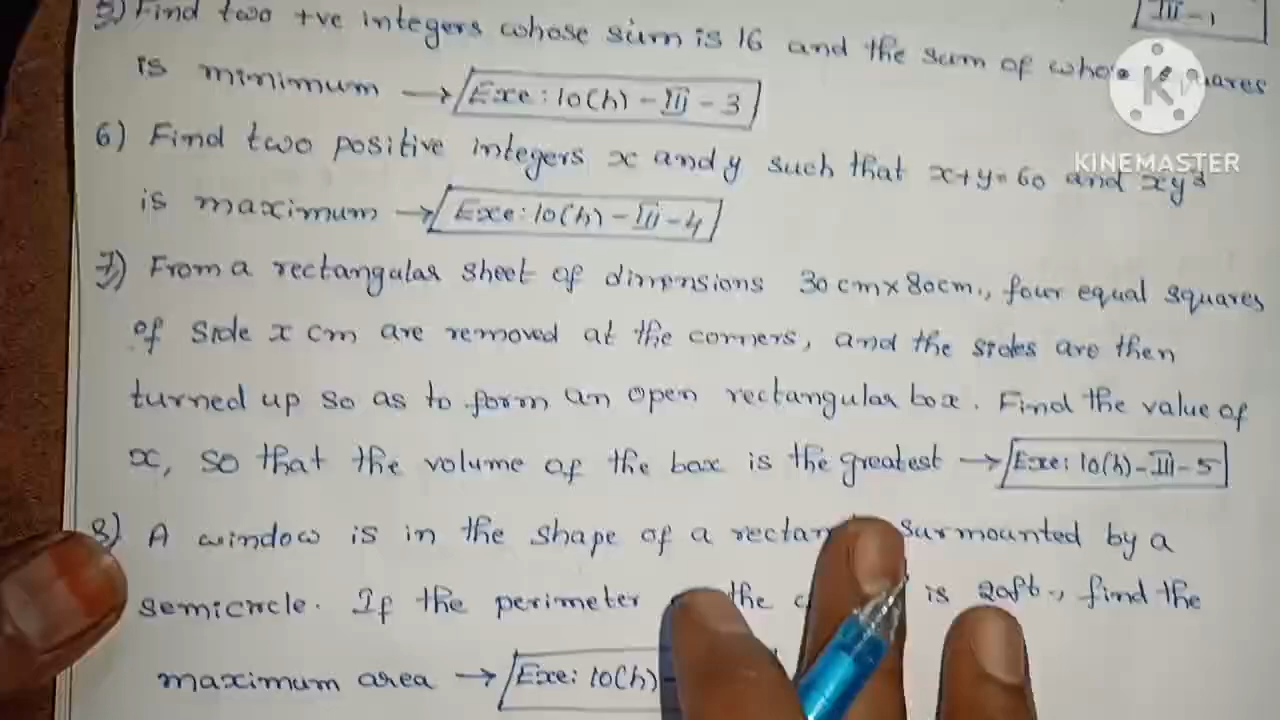 III-1
5) Find two +ve integers whose sum is 16 and the sum of whose squares
is minimum → Exe: 10(h) - III - 3
KINEMASTER
6) Find two positive integers x and y such that x+y=60 and xy³
is maximum → Exe: 10(h) - III - 4
7) From a rectangular sheet of dimensions 30cm×80cm., four equal squares
of side x cm are removed at the corners, and the sides are then
turned up so as to form an open rectangular box. Find the value of
x, so that the volume of the box is the greatest → Exe: 10(h) - III - 5
8) A window is in the shape of a surmounted by a
semicircle. If the perimeter the is 20ft., find the
maximum area → Exe: 10(h)